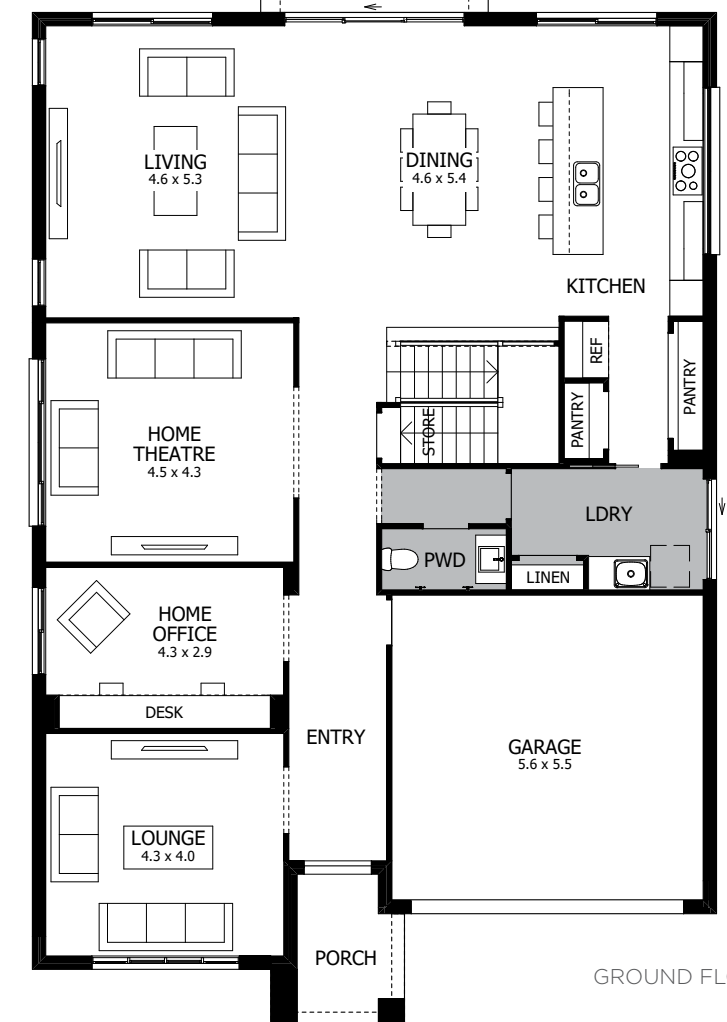 LIVING
4.6 x 5.3
DINING
4.6 x 5.4
KITCHEN
REF
PANTRY
PANTRY
STORE
HOME
THEATRE
4.5 x 4.3
LDRY
PWD
LINEN
HOME
OFFICE
4.3 x 2.9
DESK
ENTRY
GARAGE
5.6 x 5.5
LOUNGE
4.3 x 4.0
PORCH
GROUND FL